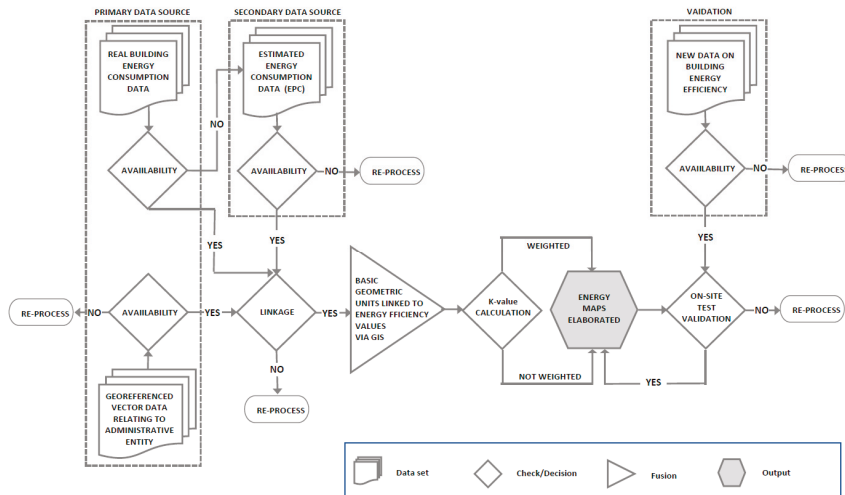 PRIMARY DATA SOURCE
SECONDARY DATA SOURCE
VAIDATION
REAL BUILDING
ENERGY
CONSUMPTION
DATA
ESTIMATED
ENERGY
CONSUMPTION
DATA (EPC)
NEW DATA ON
BUILDING
ENERGY
EFFICIENCY
NO
AVAIILABILITY
AVAILABILITY
NO
RE-PROCESS
AVAILABILITY
NO
RE-PROCESS
YES
YES
YES
WEIGHTED
RE-PROCESS
NO
AVAILABILITY
YES
LINKAGE
YES
BASIC
GEOMETRIC
UNITS LINKED TO
ENERGY EFFICIENCY
VALUES
VIA GIS
K-value
CALCULATION
ENERGY
MAPS
ELABORATED
ON-SITE
TEST
VALIDATION
NO
RE-PROCESS
NO
NOT WEIGHTED
YES
GEOREFERENCED
VECTOR DATA
RELATING TO
ADMINISTRATIVE
ENTITY
RE-PROCESS
Data set
Check/Decision
Fusion
Output